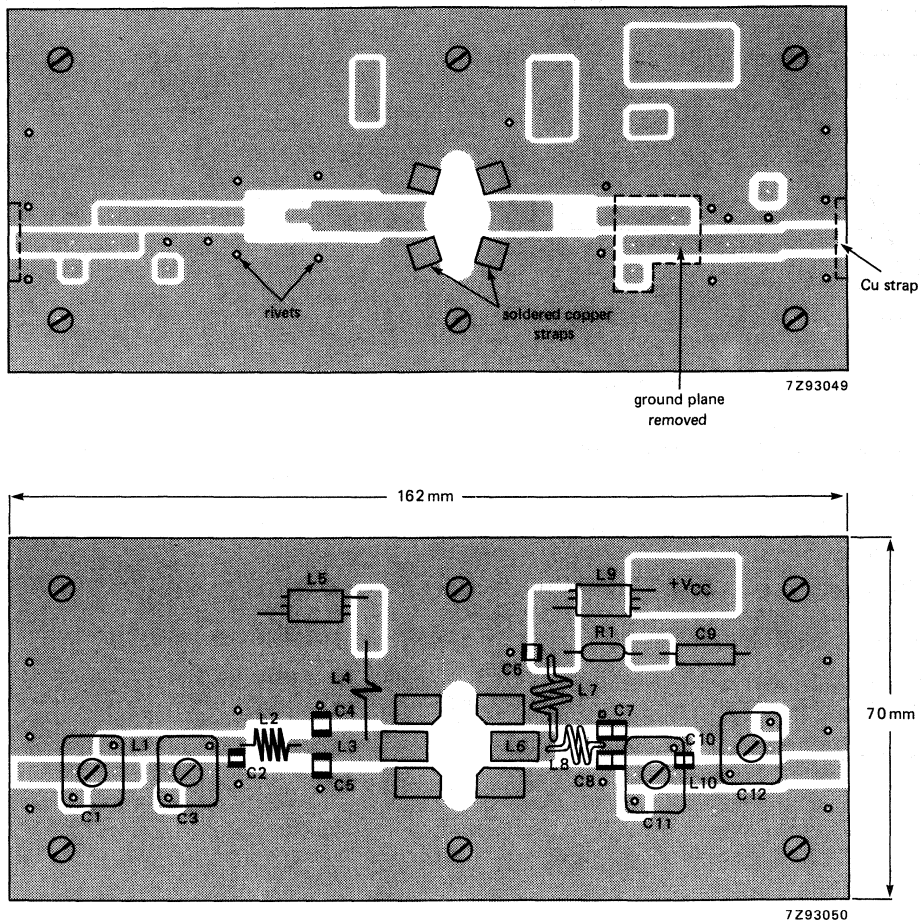 rivets
soldered copper
straps
Cu strap
7Z93049
ground plane
removed
162 mm
L5
L9
+VCC
R1
C9
C6
L4
L7
70 mm
C4
C7
L2
L1
L3
L6
C10
C2
L8
C5
C8
L10
C12
C1
C3
C11
7Z93050